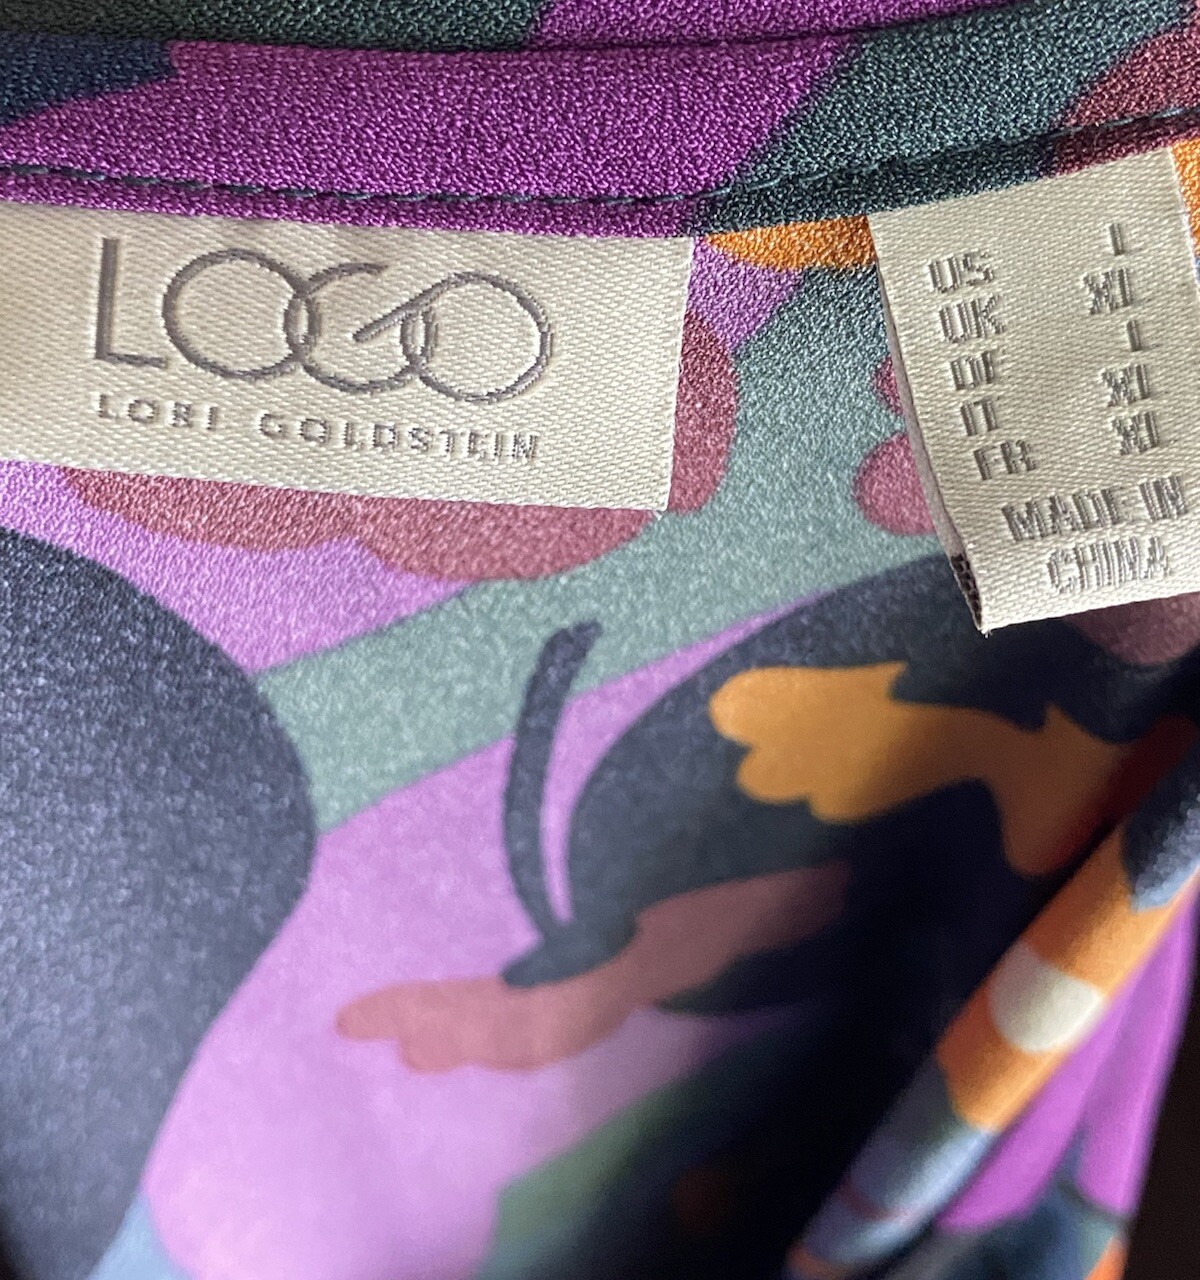 LOGO
LORI GOLDSTEIN
US L
UK XL
DE L
IT XL
FR XL
MADE IN
CHINA